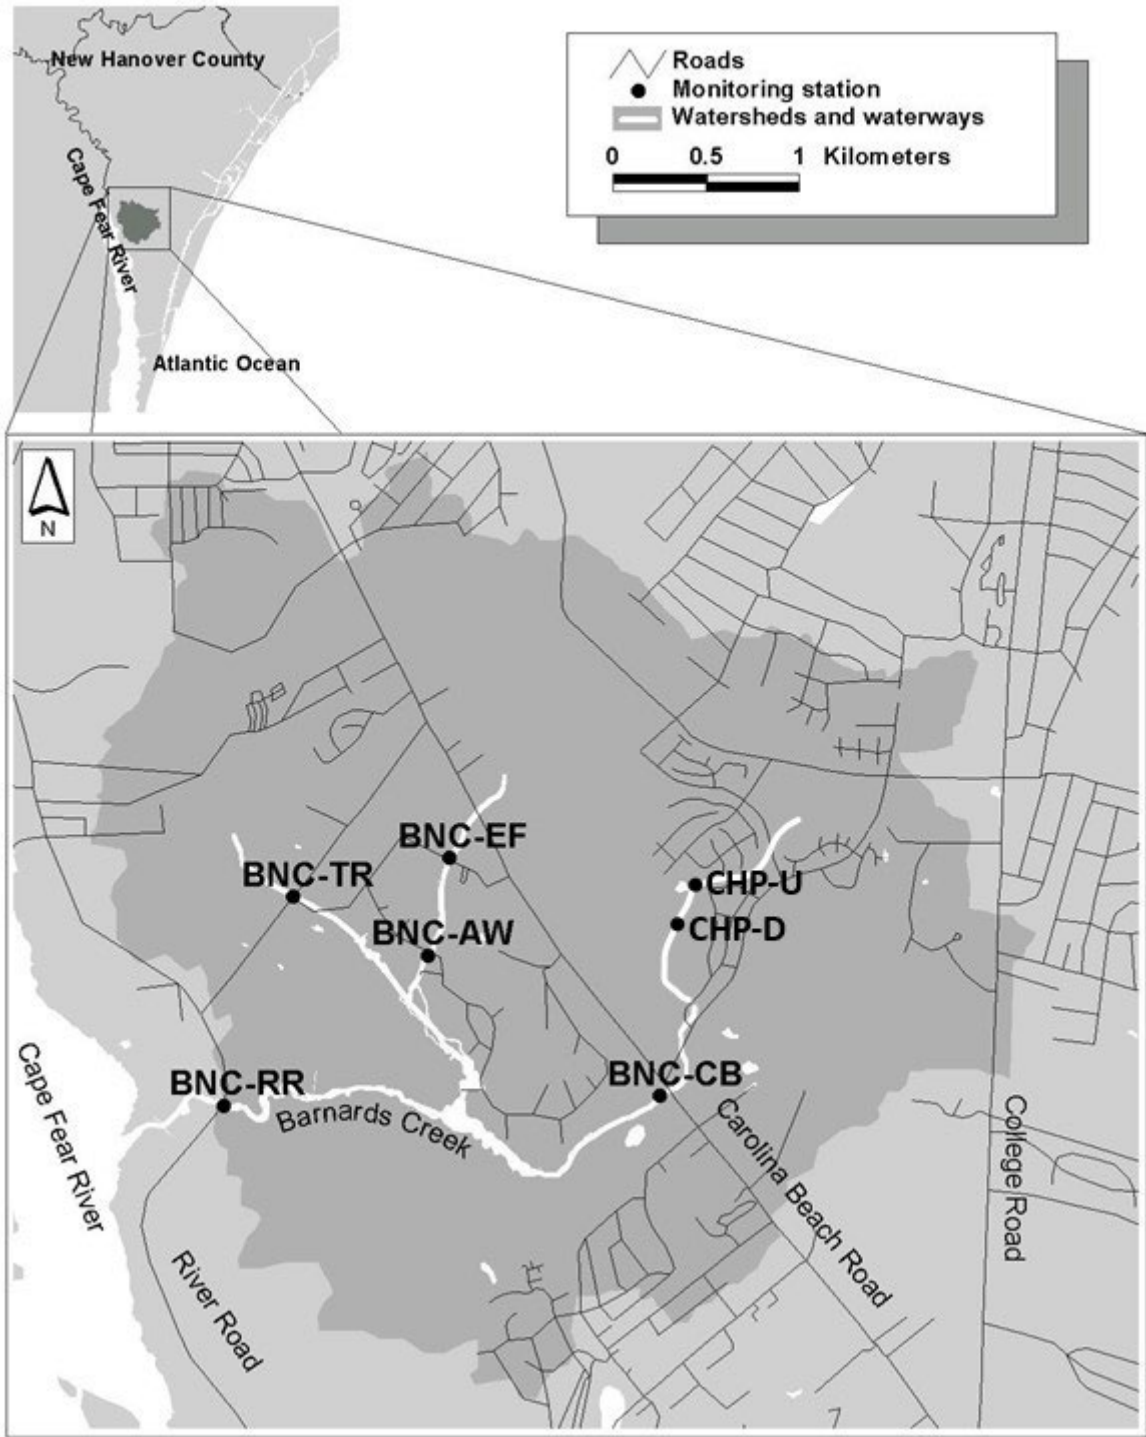 New Hanover County
Cape Fear River
Atlantic Ocean
Roads
Monitoring station
Watersheds and waterways
0 0.5 1 Kilometers
N
BNC-EF
BNC-TR
CHP-U
BNC-AW
CHP-D
BNC-RR
BNC-CB
Barnards Creek
Cape Fear River
River Road
Carolina Beach Road
College Road